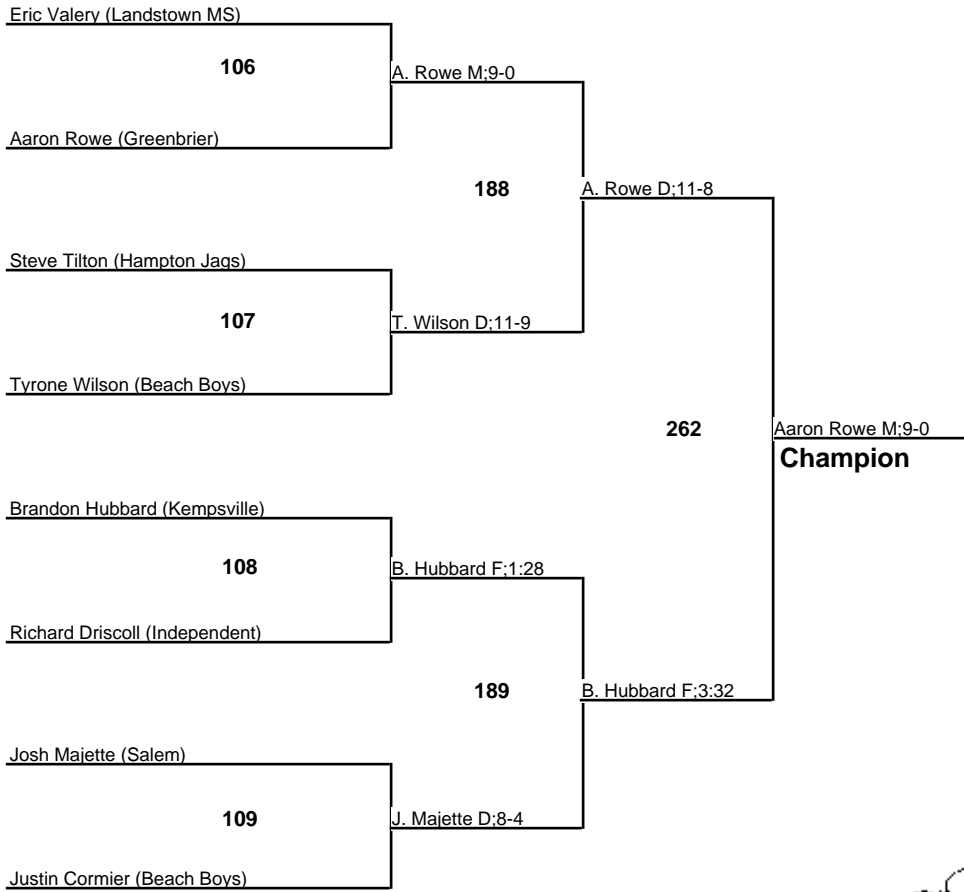 Eric Valery (Landstown MS)
106
A. Rowe M;9-0
Aaron Rowe (Greenbrier)
188
A. Rowe D;11-8
Steve Tilton (Hampton Jags)
107
T. Wilson D;11-9
Tyrone Wilson (Beach Boys)
262
Aaron Rowe M;9-0
Champion
Brandon Hubbard (Kempsville)
108
B. Hubbard F;1:28
Richard Driscoll (Independent)
189
B. Hubbard F;3:32
Josh Majette (Salem)
109
J. Majette D;8-4
Justin Cormier (Beach Boys)